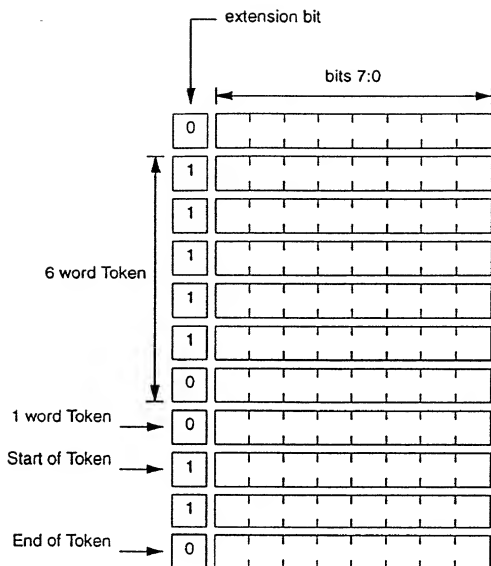 extension bit
bits 7:0
0
1
1
1
6 word Token
1
1
0
1 word Token
0
Start of Token
1
1
End of Token
0